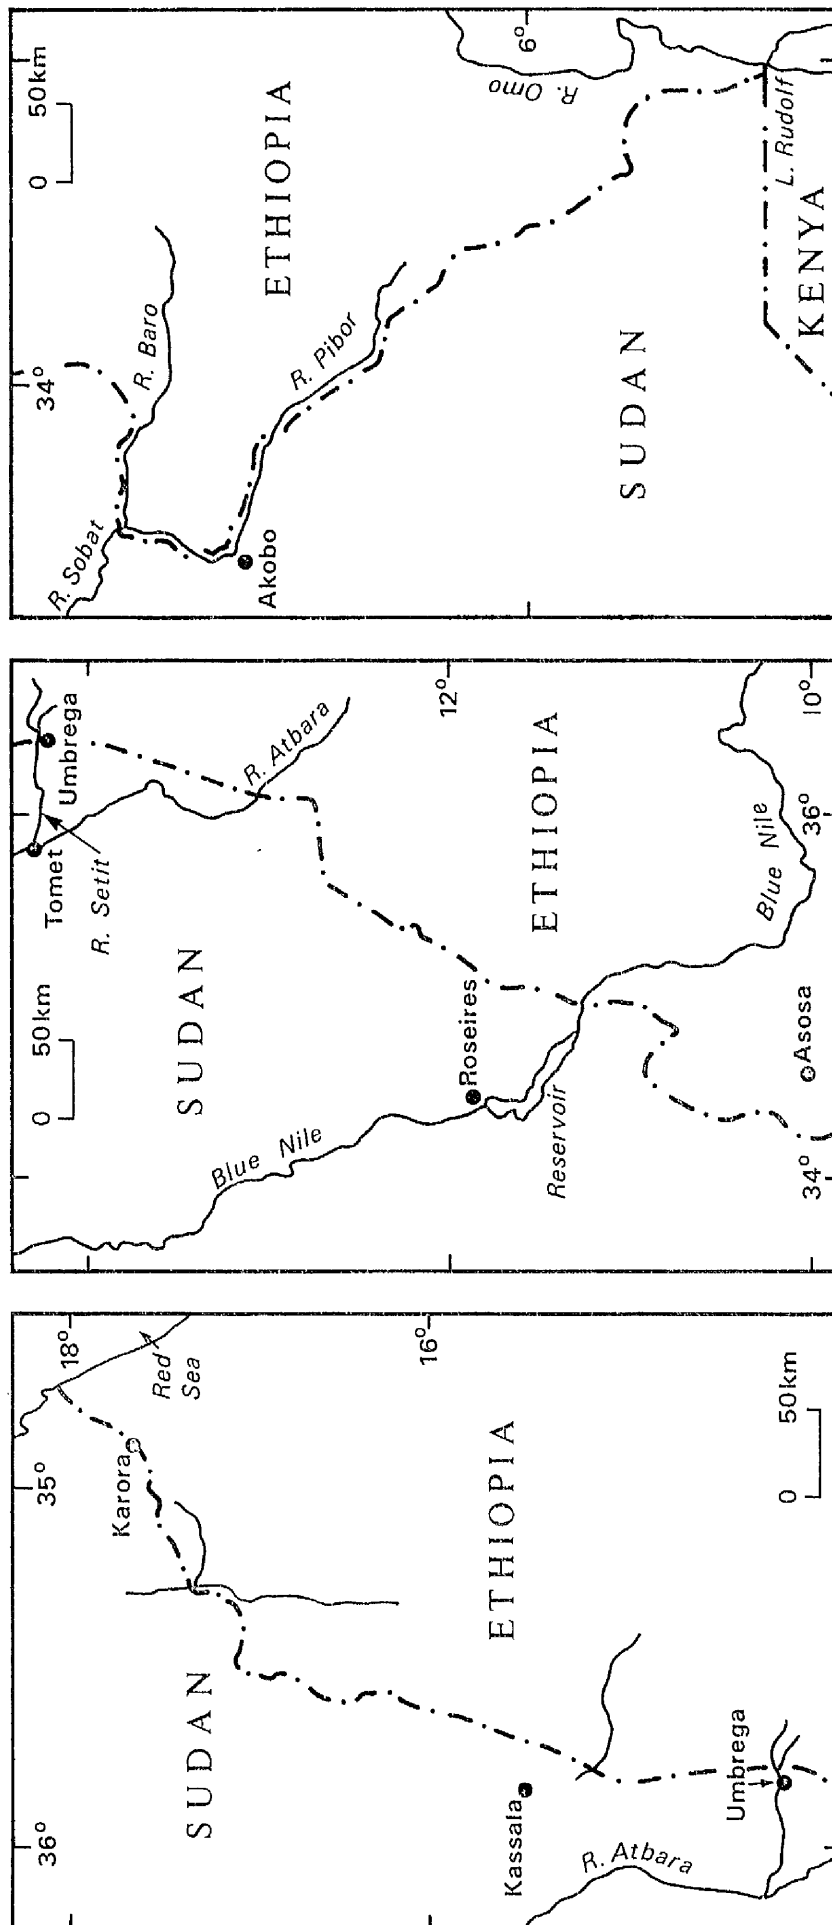 18°
Red
Sea
35°
Karora
SUDAN
16°
ETHIOPIA
36°
Kassala
Umbrega
R. Atbara
0 50km
Umbrega
Tomet
R. Setit
R. Atbara
SUDAN
0 50km
12°
ETHIOPIA
Roseires
Blue Nile
Reservoir
Blue Nile
36°
10°
Asosa
34°
0 50km
ETHIOPIA
34°
R. Baro
R. Sobat
R. Pibor
Akobo
6°
R. Omo
SUDAN
L. Rudolf
KENYA